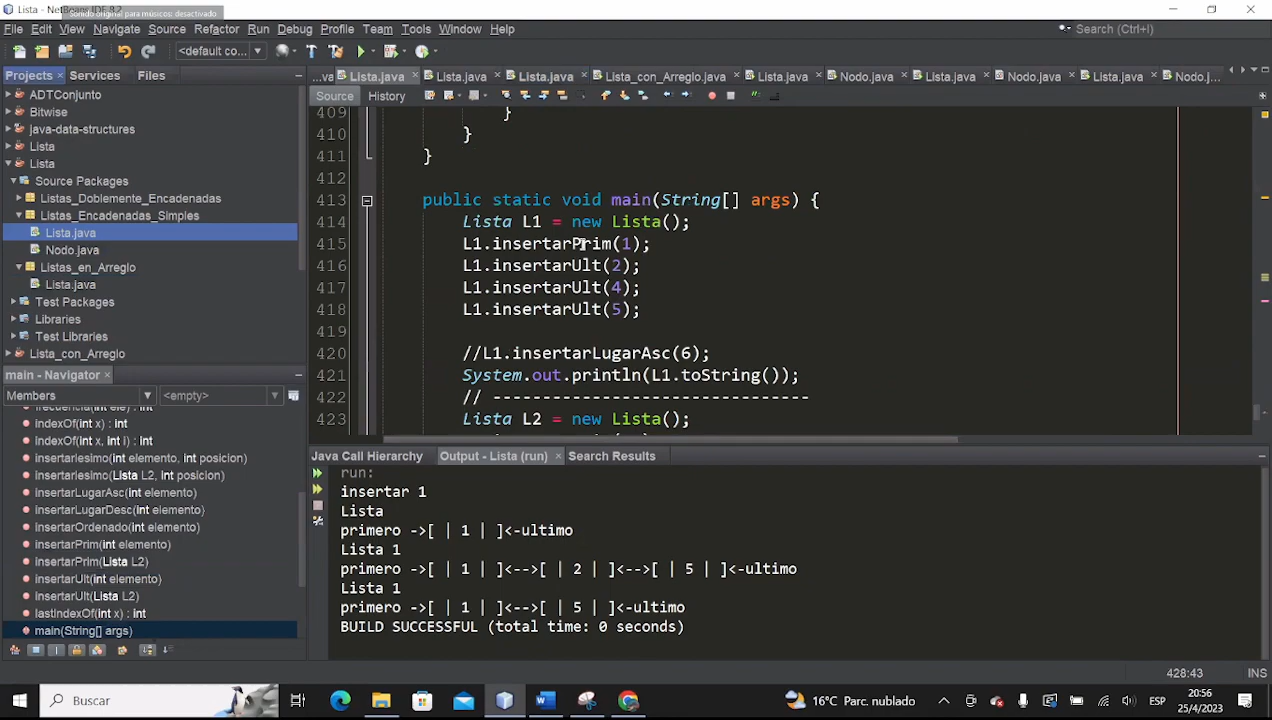 Lista - NetBeans IDE 8.2
Sonido original para músicos: desactivado
File Edit View Navigate Source Refactor Run Debug Profile Team Tools Window Help
Search (Ctrl+I)
<default co...
Projects Services Files
...va Lista.java Lista.java Lista.java Lista_con_Arreglo.java Lista.java Nodo.java Lista.java Nodo.java Lista.java Nodo.j...
Source History
ADTConjunto
Bitwise
java-data-structures
Lista
Lista
Source Packages
Listas_Doblemente_Encadenadas
Listas_Encadenadas_Simples
Lista.java
Nodo.java
Listas_en_Arreglo
Lista.java
Test Packages
Libraries
Test Libraries
Lista_con_Arreglo
main - Navigator
Members <empty>
frecuencia(int ele) : int
indexOf(int x) : int
indexOf(int x, int i) : int
insertarIesimo(int elemento, int posicion)
insertarIesimo(Lista L2, int posicion)
insertarLugarAsc(int elemento)
insertarLugarDesc(int elemento)
insertarOrdenado(int elemento)
insertarPrim(int elemento)
insertarPrim(Lista L2)
insertarUlt(int elemento)
insertarUlt(Lista L2)
lastIndexOf(int x) : int
main(String[] args)
409 }
410 }
411 }
412
413 public static void main(String[] args) {
414 Lista L1 = new Lista();
415 L1.insertarPrim(1);
416 L1.insertarUlt(2);
417 L1.insertarUlt(4);
418 L1.insertarUlt(5);
419
420 //L1.insertarLugarAsc(6);
421 System.out.println(L1.toString());
422 // -------------------------------
423 Lista L2 = new Lista();
Java Call Hierarchy Output - Lista (run) Search Results
run:
insertar 1
Lista
primero ->[ | 1 | ]<-ultimo
Lista 1
primero ->[ | 1 | ]<-->[ | 2 | ]<-->[ | 5 | ]<-ultimo
Lista 1
primero ->[ | 1 | ]<-->[ | 5 | ]<-ultimo
BUILD SUCCESSFUL (total time: 0 seconds)
428:43 INS
Buscar
16°C Parc. nublado
ESP
20:56
25/4/2023